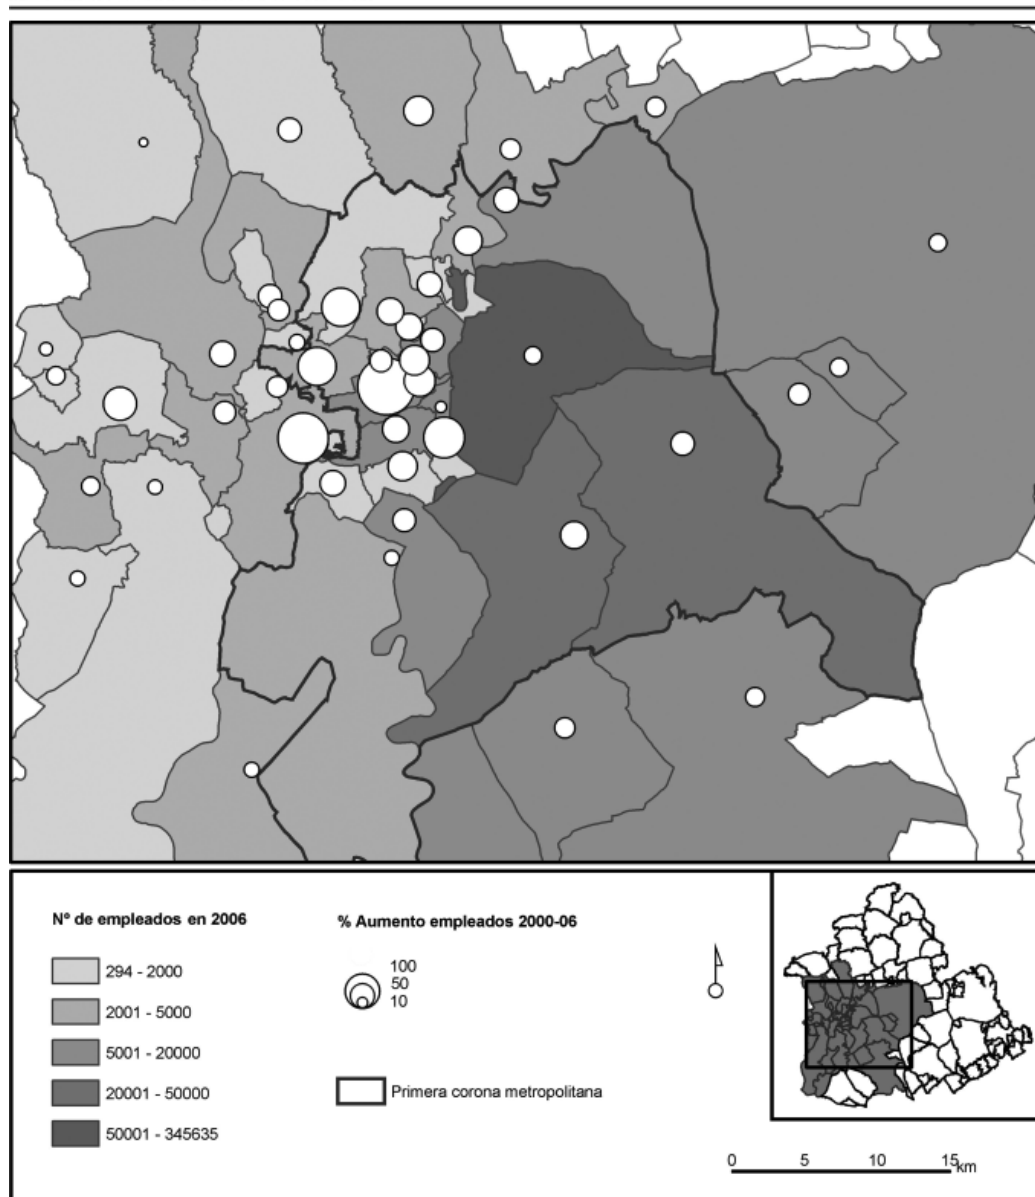 Nº de empleados en 2006
294 - 2000
2001 - 5000
5001 - 20000
20001 - 50000
50001 - 345635
% Aumento empleados 2000-06
100
50
10
Primera corona metropolitana
0 5 10 15 km